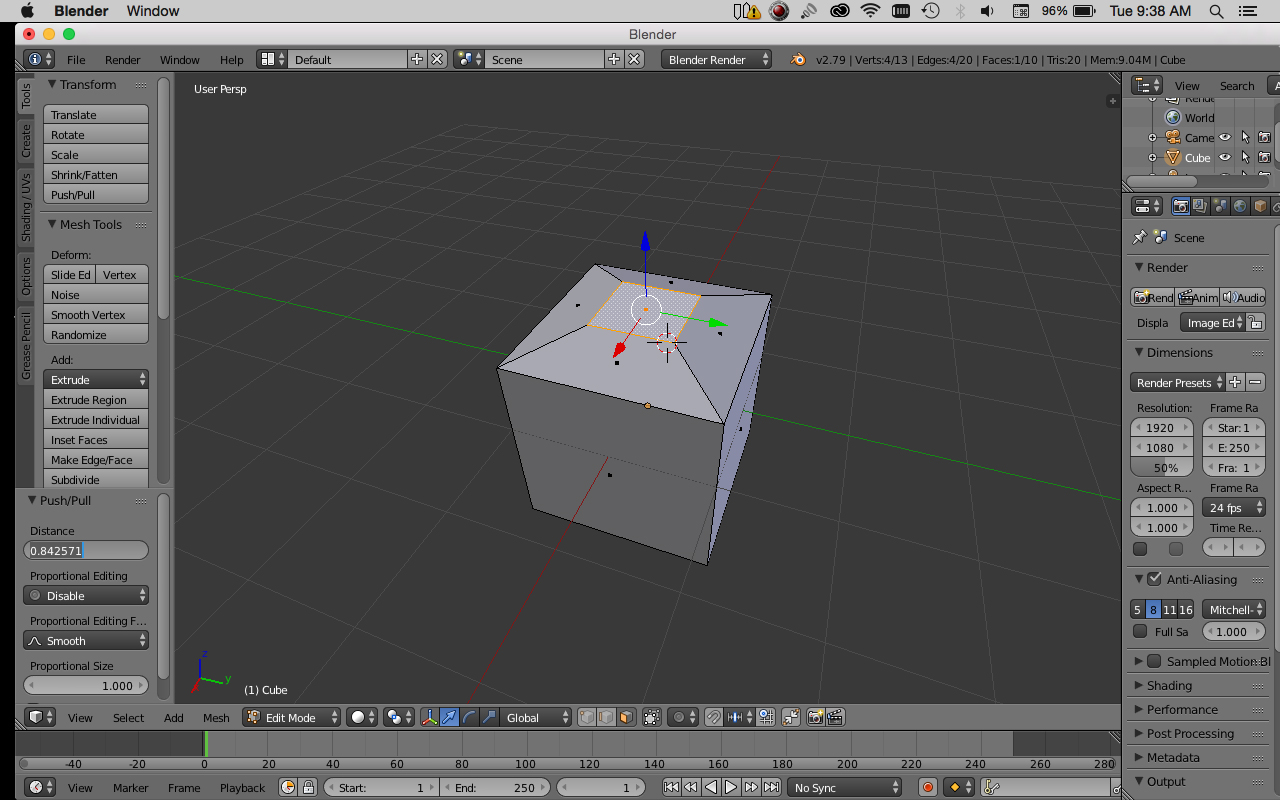 Blender Window 96% Tue 9:38 AM
Blender
File Render Window Help Default Scene Blender Render v2.79 | Verts:4/13 | Edges:4/20 | Faces:1/10 | Tris:20 | Mem:9.04M | Cube
Tools
Create
Shading / UVs
Options
Grease Pencil
Transform
Translate
Rotate
Scale
Shrink/Fatten
Push/Pull
Mesh Tools
Deform:
Slide Ed Vertex
Noise
Smooth Vertex
Randomize
Add:
Extrude
Extrude Region
Extrude Individual
Inset Faces
Make Edge/Face
Subdivide
Push/Pull
Distance
0.842571
Proportional Editing
Disable
Proportional Editing F...
Smooth
Proportional Size
1.000
User Persp
z
y
(1) Cube
View Select Add Mesh Edit Mode Global
-40 -20 0 20 40 60 80 100 120 140 160 180 200 220 240 260 280
View Marker Frame Playback Start: 1 End: 250 1 No Sync
View Search
World
Came
Cube
Scene
Render
Rend Anim Audio
Displa Image Ed
Dimensions
Render Presets
Resolution: Frame Ra
1920 Star: 1
1080 E: 250
50% Fra: 1
Aspect R... Frame Ra
1.000 24 fps
1.000 Time Re...
Anti-Aliasing
5 8 11 16 Mitchell-
Full Sa 1.000
Sampled Motion Bl
Shading
Performance
Post Processing
Metadata
Output